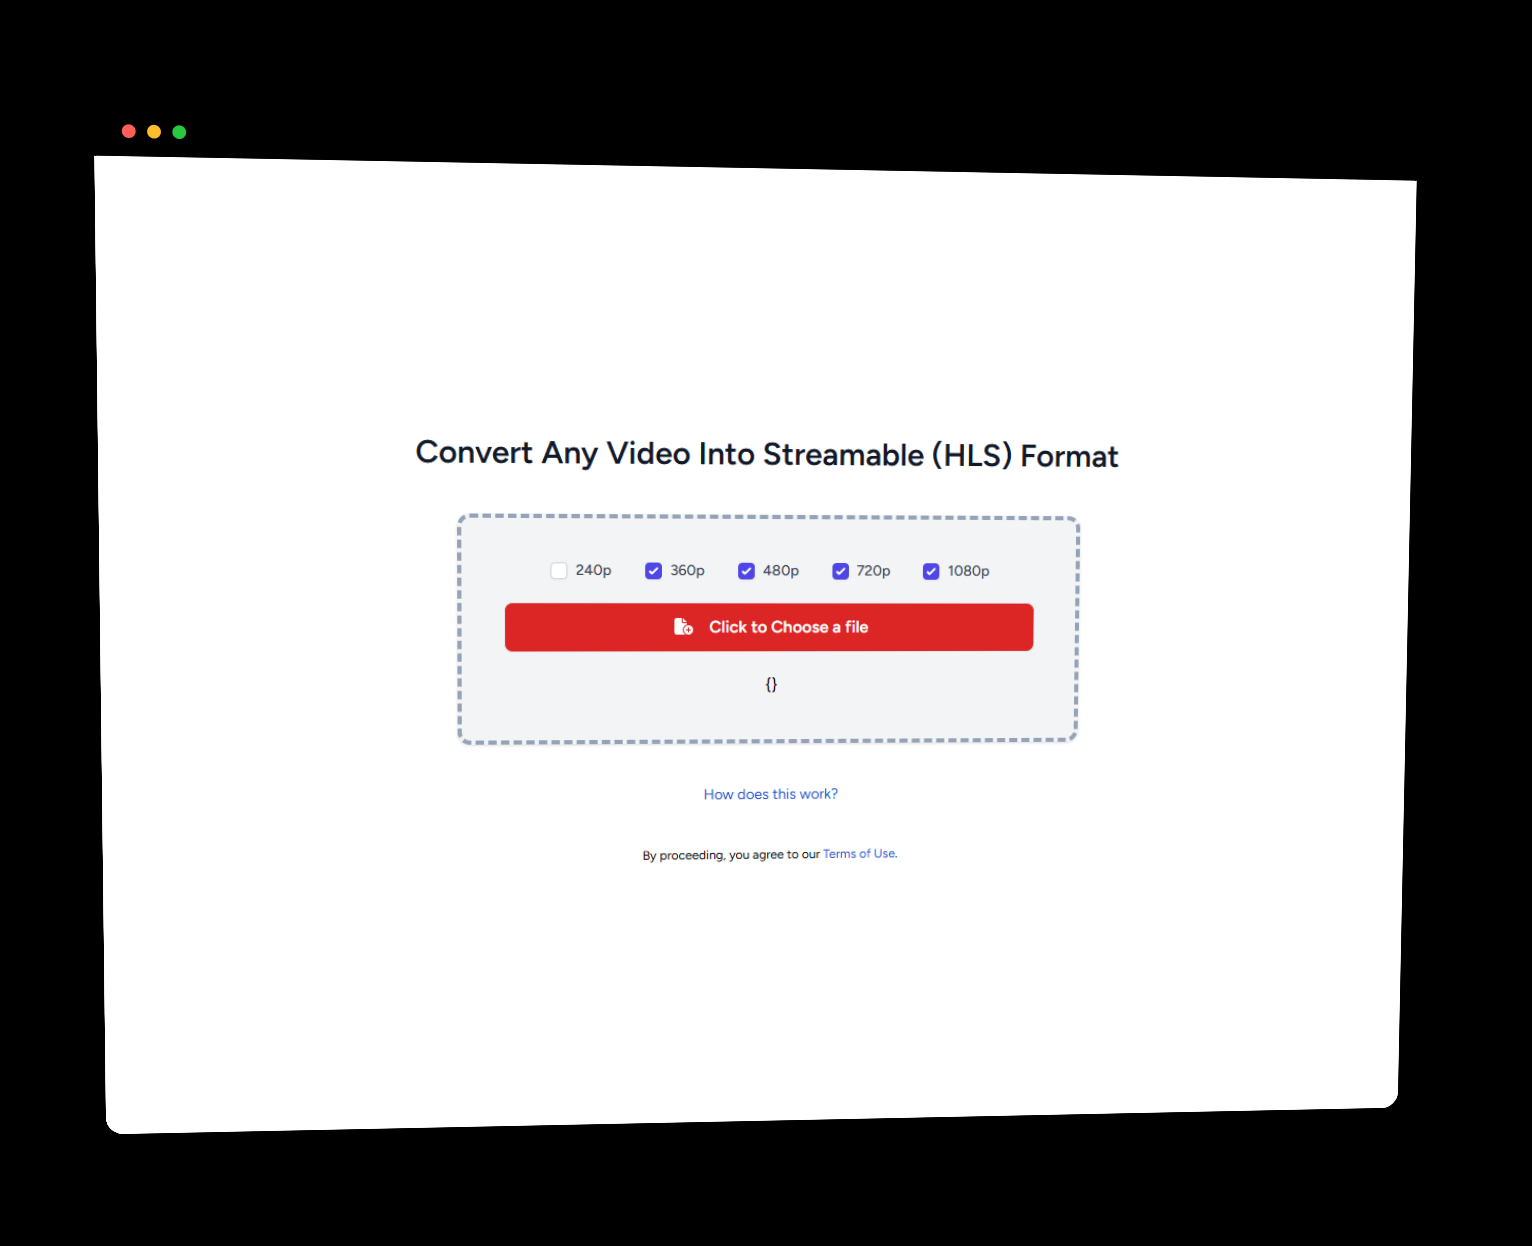 Convert Any Video Into Streamable (HLS) Format
240p 360p 480p 720p 1080p
Click to Choose a file
{}
How does this work?
By proceeding, you agree to our Terms of Use.